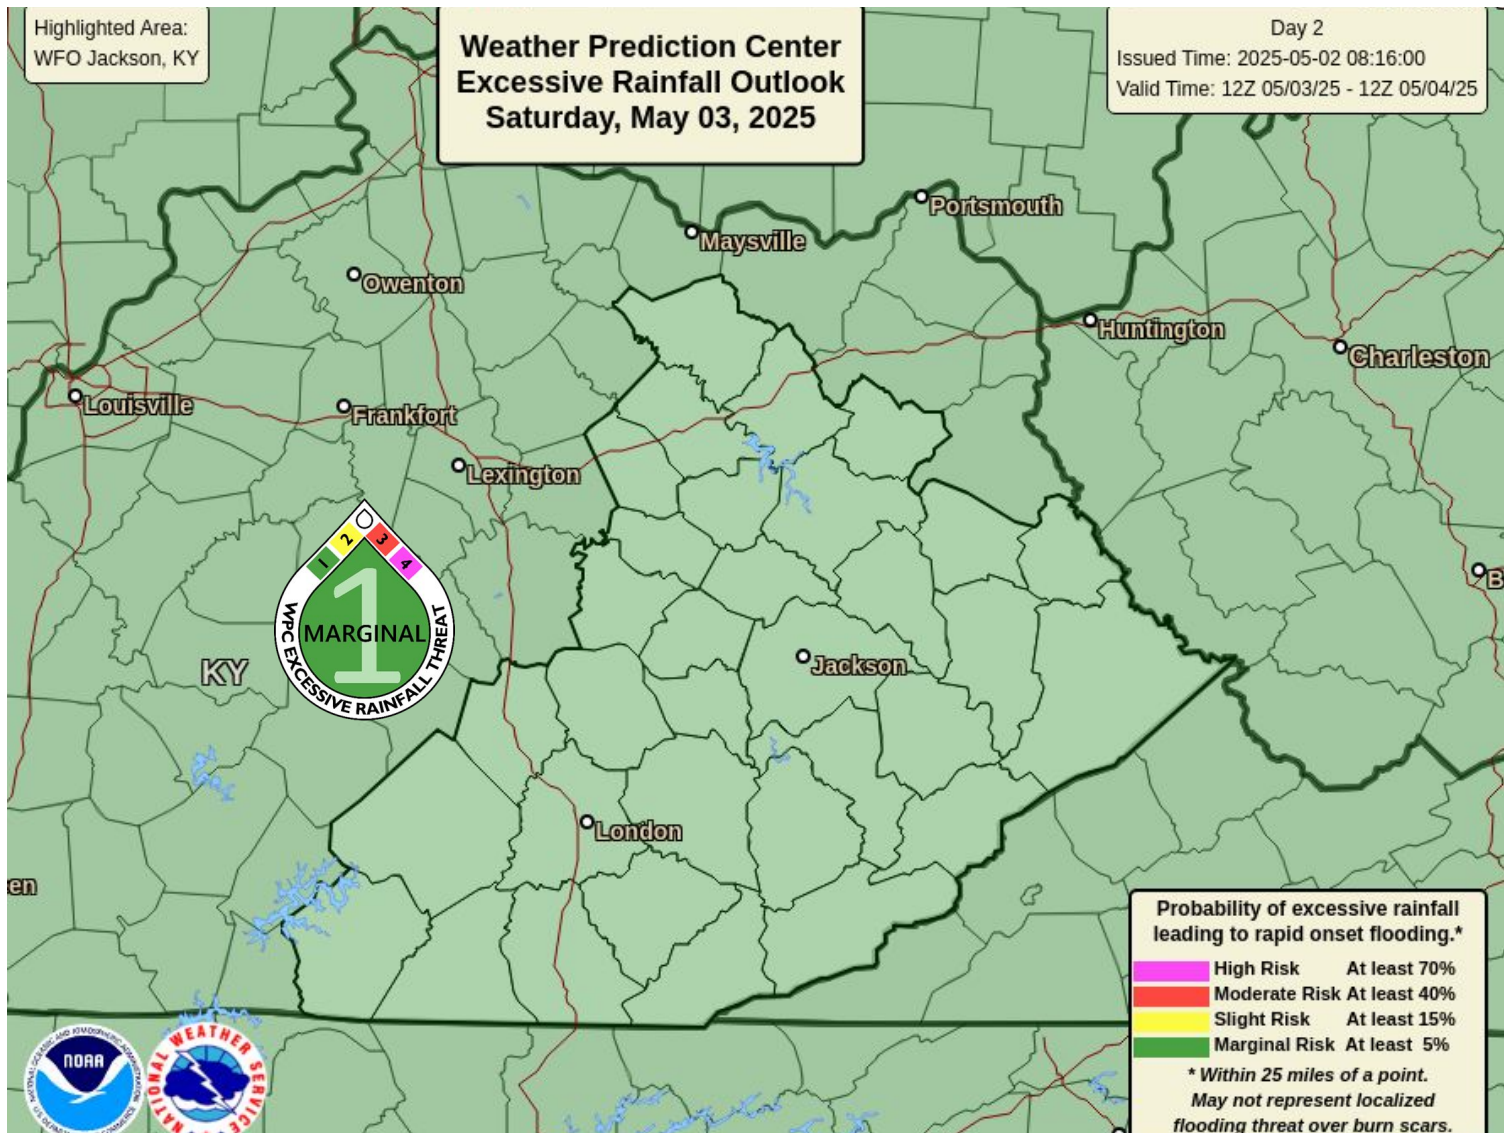 Highlighted Area:
WFO Jackson, KY
Weather Prediction Center
Excessive Rainfall Outlook
Saturday, May 03, 2025
Day 2
Issued Time: 2025-05-02 08:16:00
Valid Time: 12Z 05/03/25 - 12Z 05/04/25
Portsmouth
Maysville
Owenton
Huntington
Charleston
Louisville
Frankfort
Lexington
1
2
3
4
1
MARGINAL
WPC EXCESSIVE RAINFALL THREAT
B
KY
Jackson
London
en
Probability of excessive rainfall
leading to rapid onset flooding.*
High Risk At least 70%
Moderate Risk At least 40%
Slight Risk At least 15%
Marginal Risk At least 5%
* Within 25 miles of a point.
May not represent localized
flooding threat over burn scars.
NOAA
NATIONAL WEATHER SERVICE